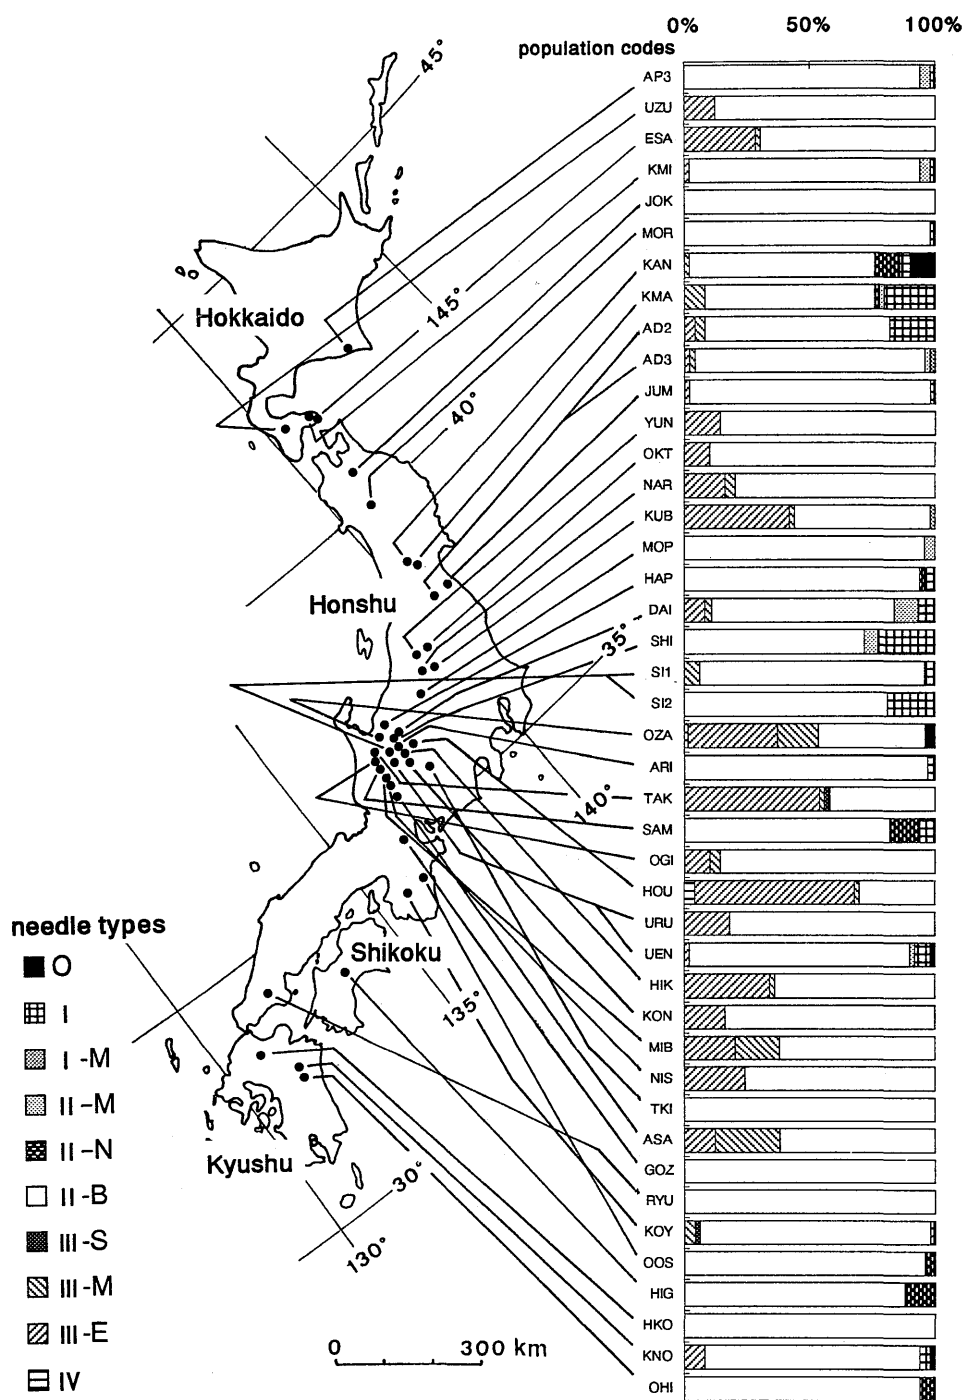 0% 50% 100%
population codes
AP3
UZU
ESA
KMI
JOK
MOR
KAN
KMA
AD2
AD3
JUM
YUN
OKT
NAR
KUB
MOP
HAP
DAI
SHI
SI1
SI2
OZA
ARI
TAK
SAM
OGI
HOU
URU
UEN
HIK
KON
MIB
NIS
TKI
ASA
GOZ
RYU
KOY
OOS
HIG
HKO
KNO
OHI
45°
Hokkaido
145°
40°
Honshu
35°
140°
Shikoku
135°
Kyushu
30°
130°
0 300 km
needle types
O
I
I-M
II-M
II-N
II-B
III-S
III-M
III-E
IV